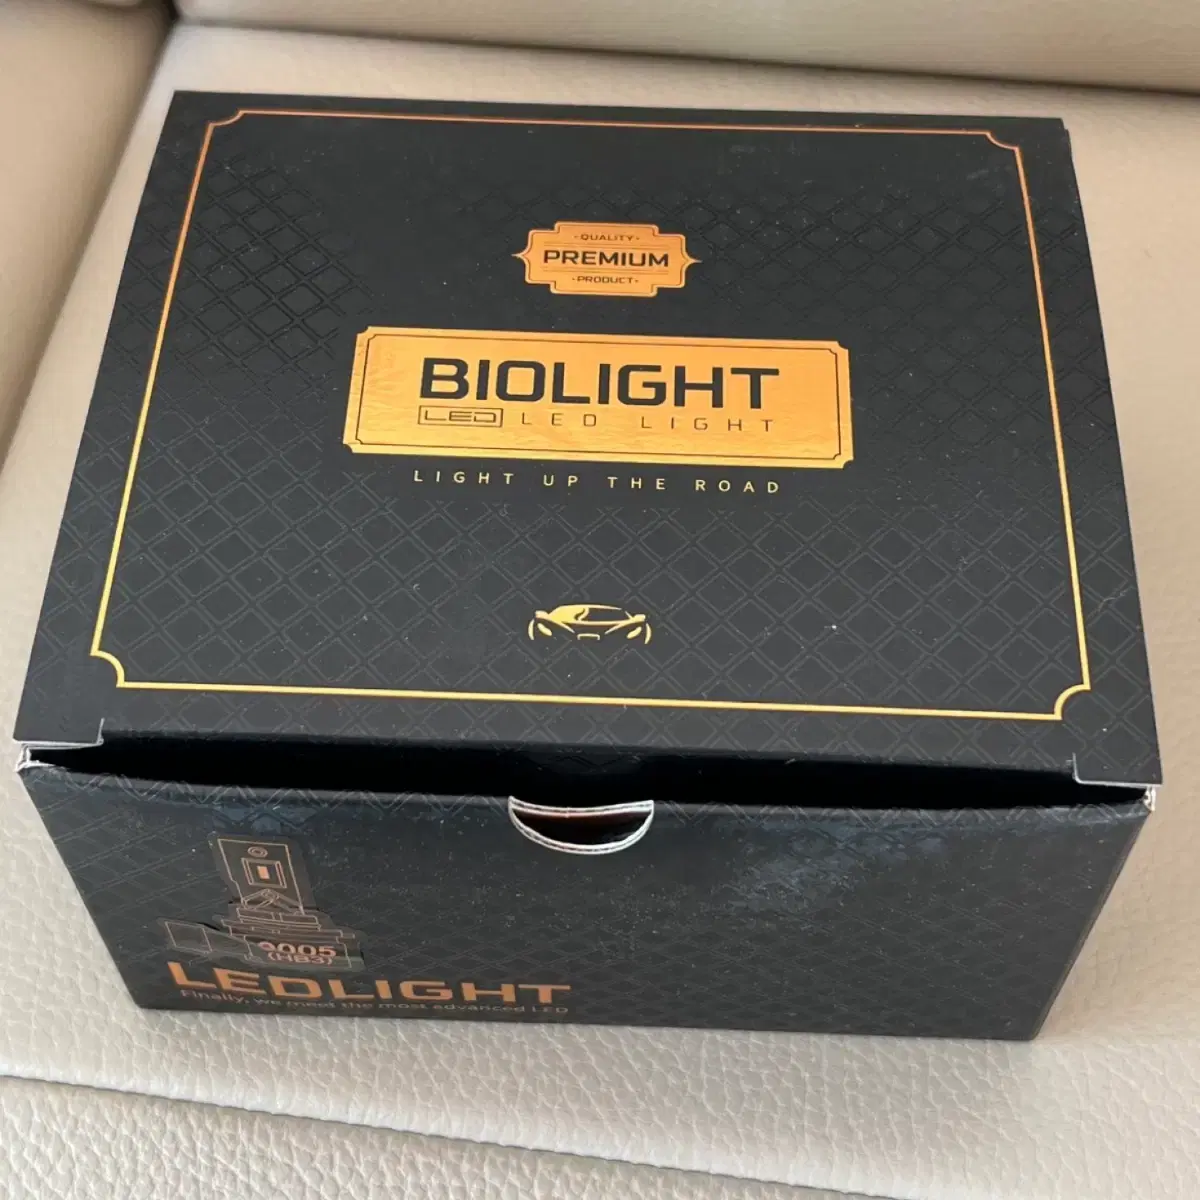 - QUALITY -
PREMIUM
- PRODUCT -
BIOLIGHT
LED LED LIGHT
LIGHT UP THE ROAD
9005
(HB3)
LEDLIGHT
Finally, we meet the most advanced LED